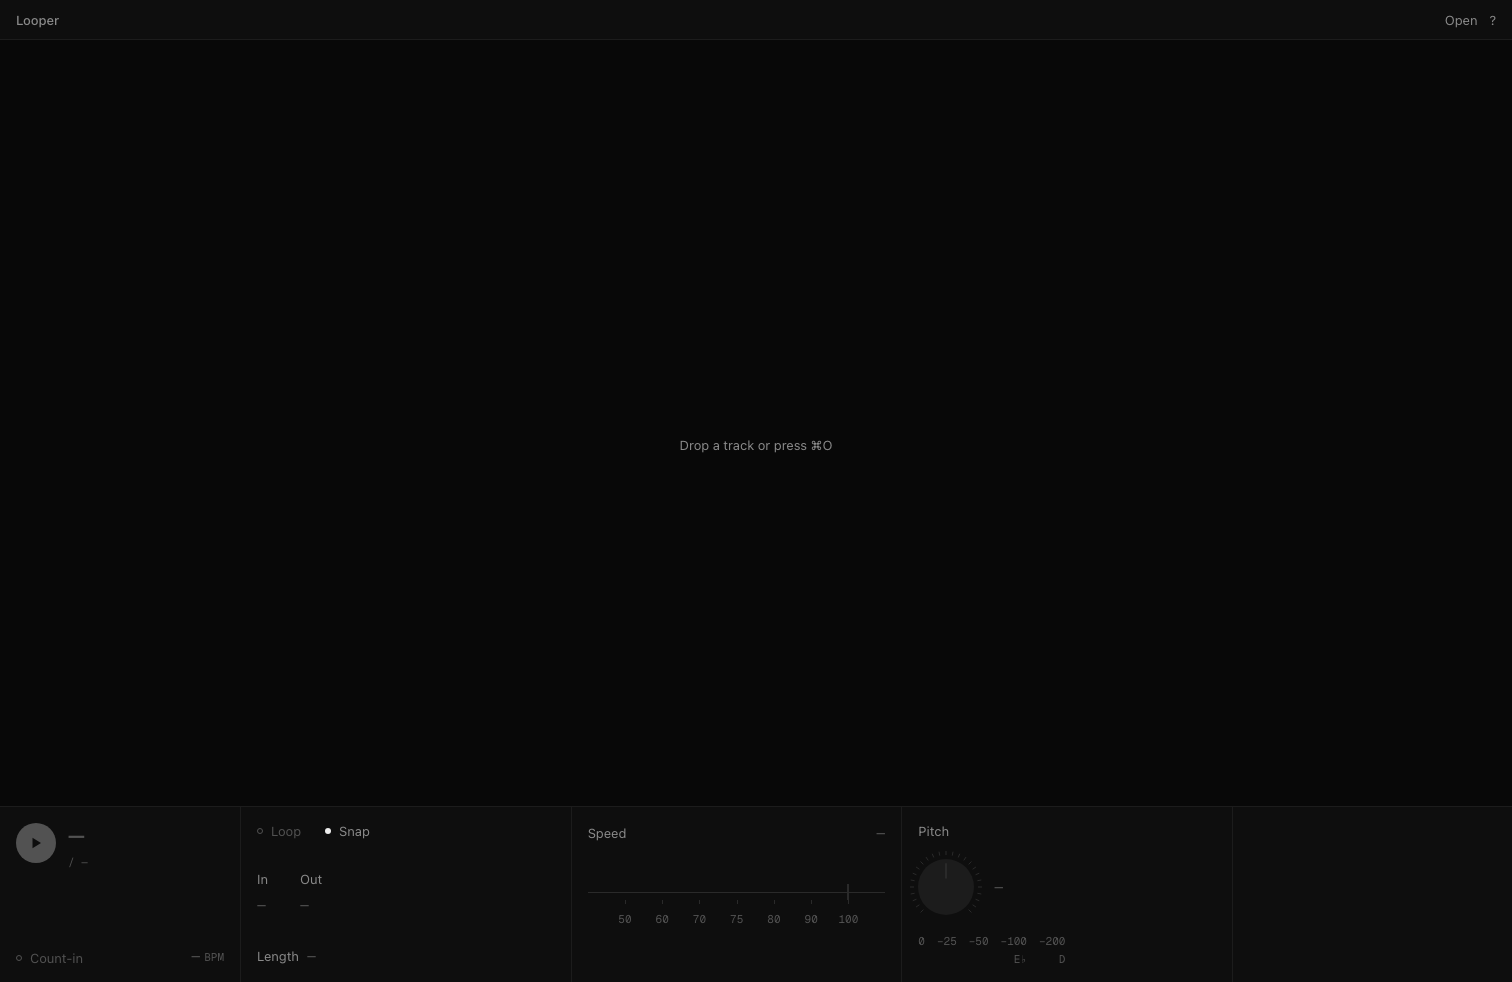 Looper
Open ?
Drop a track or press ⌘O
—
/ —
Count-in
— BPM
Loop Snap
In Out
— —
Length —
Speed —
50 60 70 75 80 90 100
Pitch
—
0 -25 -50 -100 -200
E♭ D